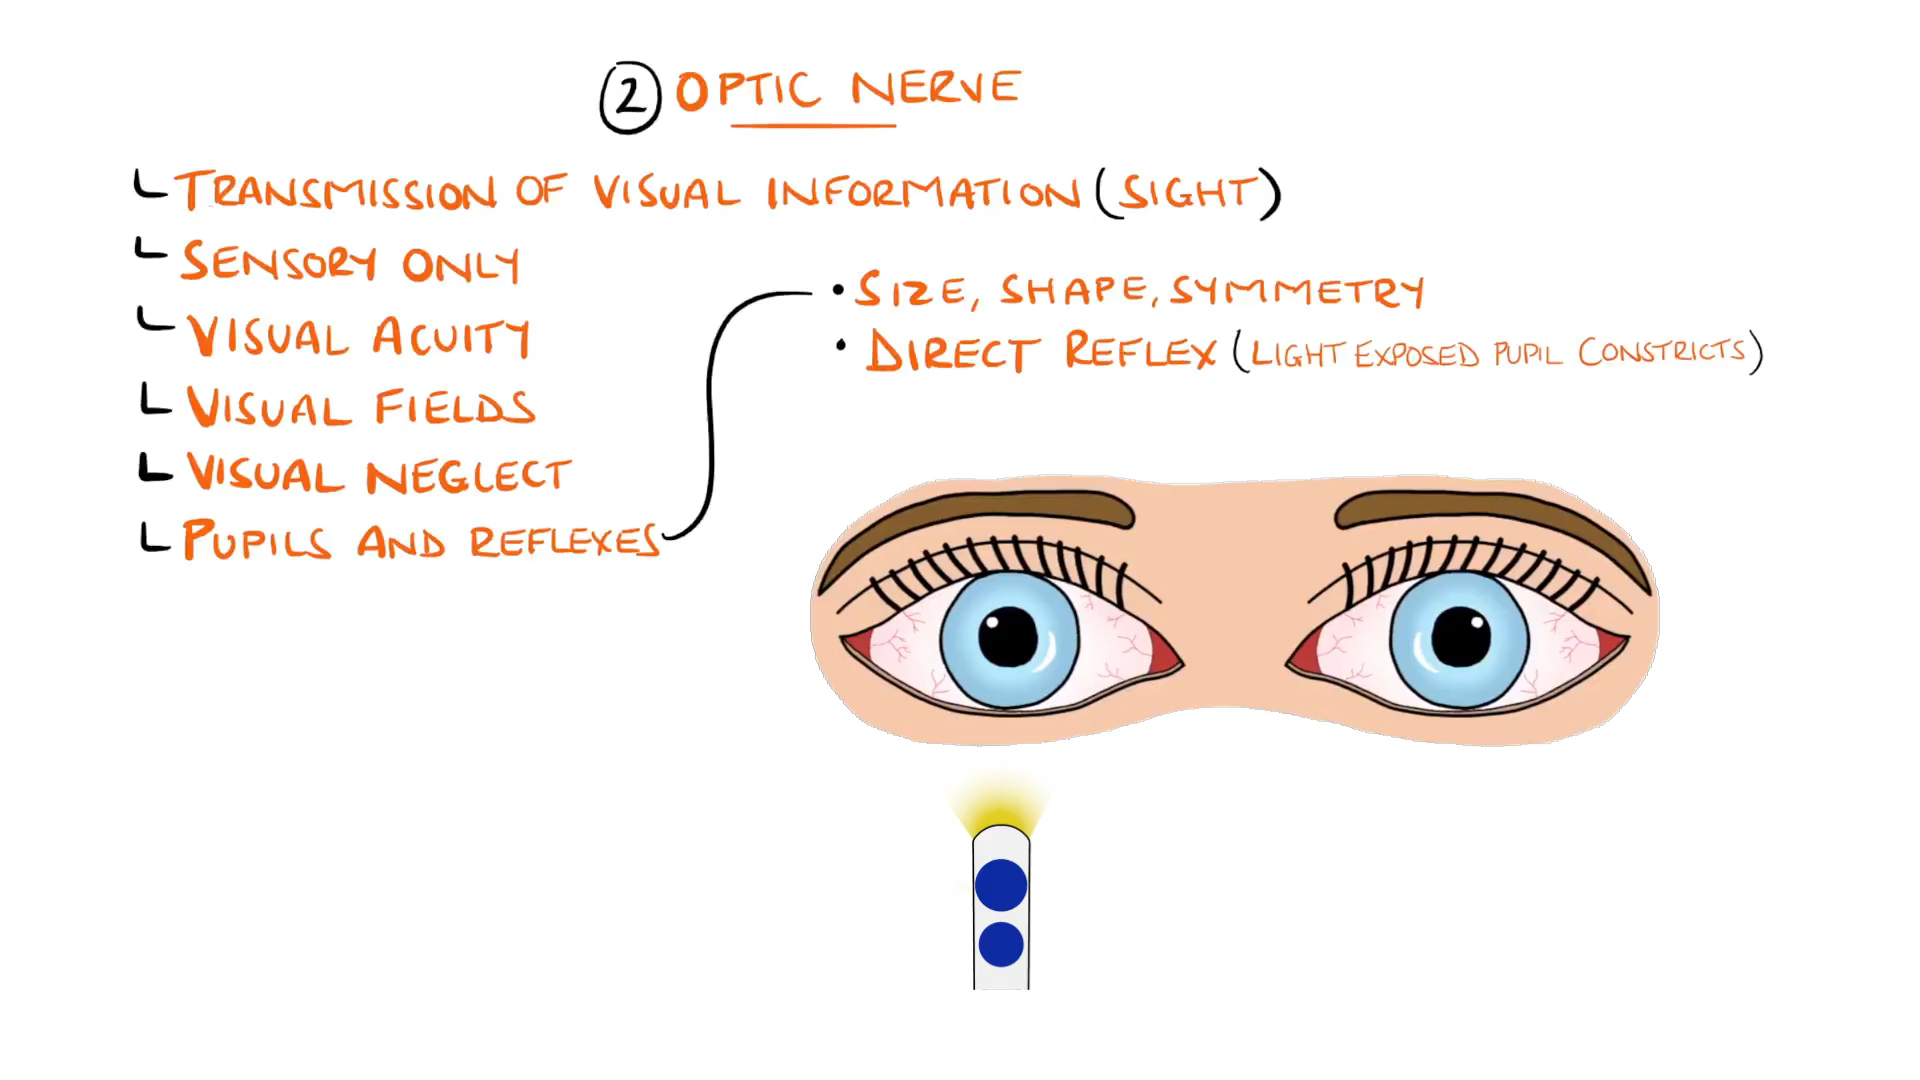 2 OPTIC NERVE
TRANSMISSION OF VISUAL INFORMATION (SIGHT)
SENSORY ONLY
VISUAL ACUITY
VISUAL FIELDS
VISUAL NEGLECT
PUPILS AND REFLEXES
• SIZE, SHAPE, SYMMETRY
• DIRECT REFLEX (LIGHT EXPOSED PUPIL CONSTRICTS)